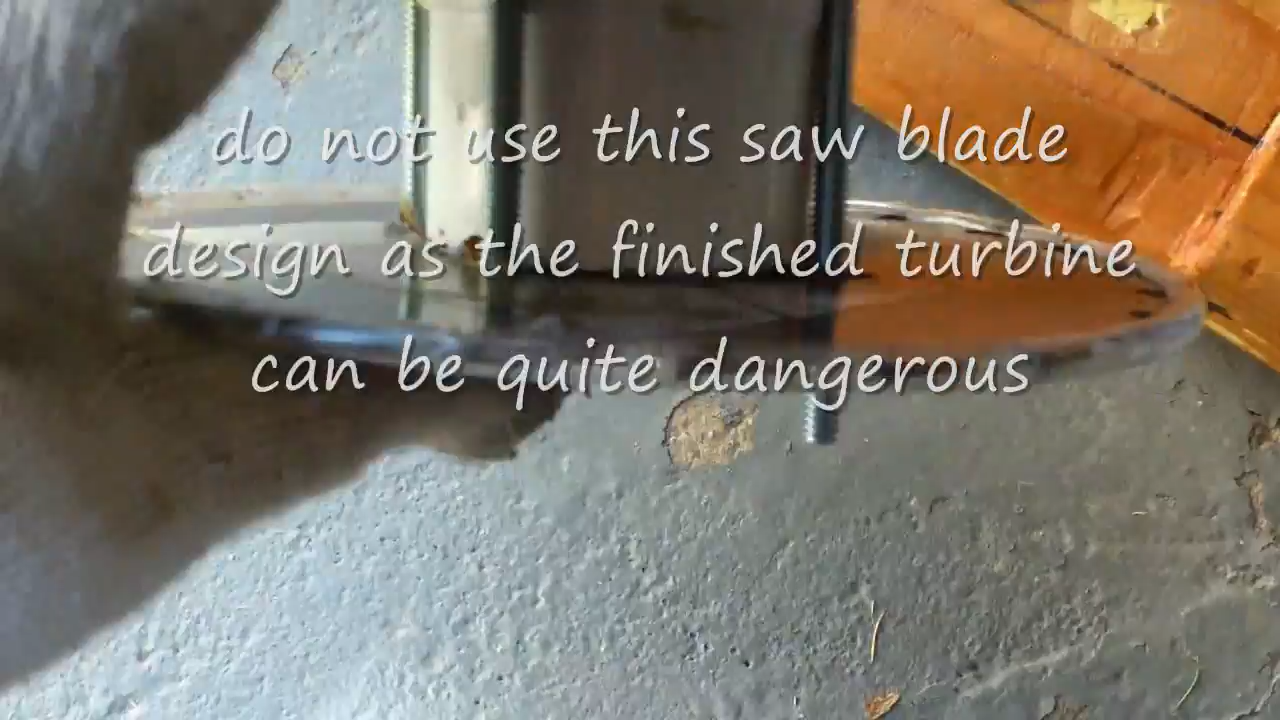 do not use this saw blade
design as the finished turbine
can be quite dangerous